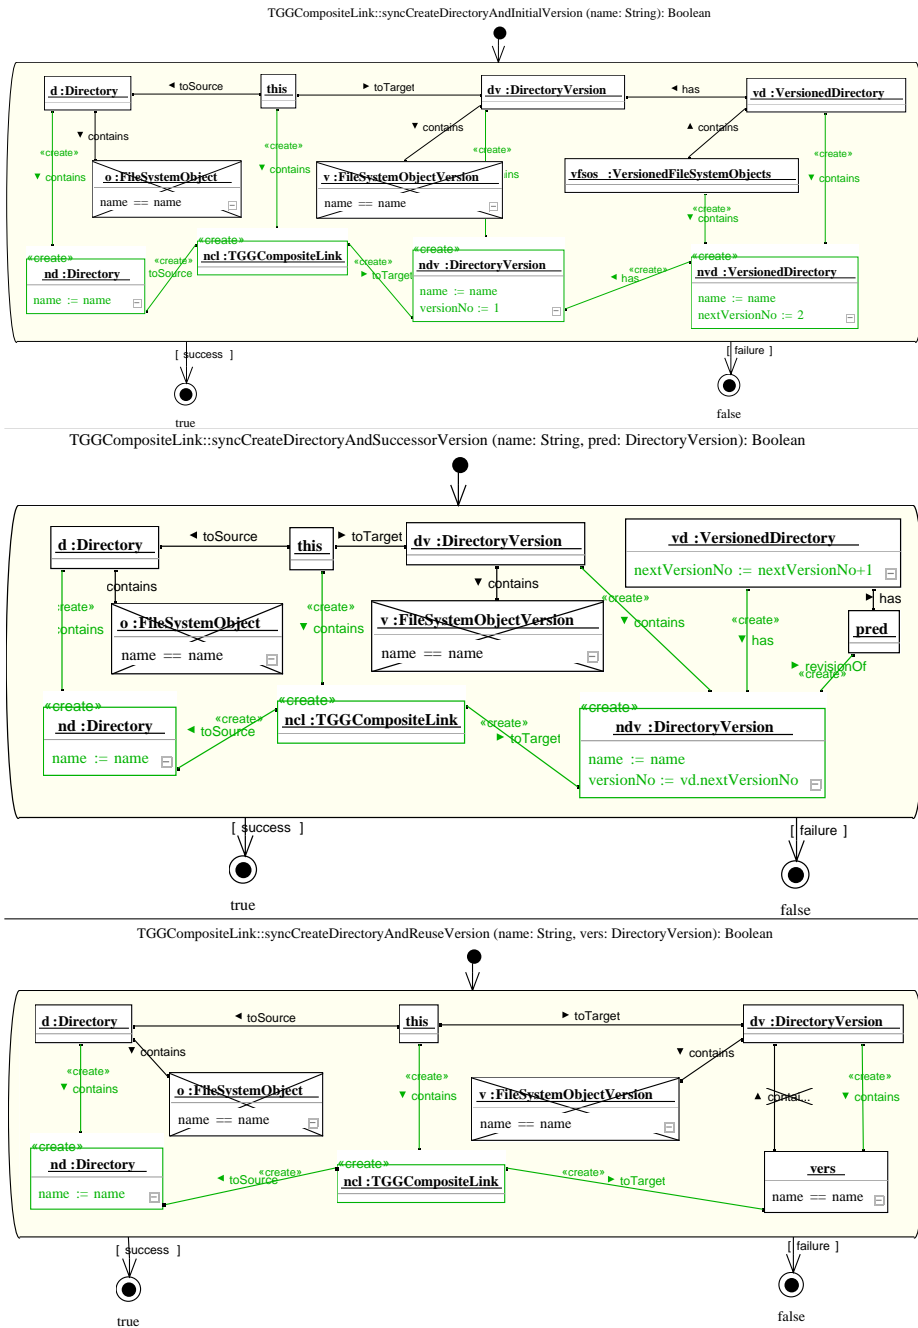 TGGCompositeLink::syncCreateDirectoryAndInitialVersion (name: String): Boolean
d :Directory
◄ toSource
this
► toTarget
dv :DirectoryVersion
◄ has
vd :VersionedDirectory
▼ contains
▼ contains
▲ contains
«create»
▼ contains
«create»
▼ contains
«create»
«create»
▼ contains
o :FileSystemObject
name == name
v :FileSystemObjectVersion
name == name
vfsos :VersionedFileSystemObjects
«create»
▼ contains
«create»
nd :Directory
name := name
«create»
toSource
«create»
ncl :TGGCompositeLink
«create»
► toTarget
«create»
ndv :DirectoryVersion
name := name
versionNo := 1
«create»
◄ has
«create»
nvd :VersionedDirectory
name := name
nextVersionNo := 2
[ success ]
[ failure ]
true
false
TGGCompositeLink::syncCreateDirectoryAndSuccessorVersion (name: String, pred: DirectoryVersion): Boolean
d :Directory
◄ toSource
this
► toTarget
dv :DirectoryVersion
vd :VersionedDirectory
nextVersionNo := nextVersionNo+1
contains
▼ contains
► has
«create»
▼ contains
«create»
▼ contains
«create»
▼ has
o :FileSystemObject
name == name
v :FileSystemObjectVersion
name == name
pred
► revisionOf
«create»
«create»
nd :Directory
name := name
«create»
◄ toSource
«create»
ncl :TGGCompositeLink
«create»
► toTarget
«create»
ndv :DirectoryVersion
name := name
versionNo := vd.nextVersionNo
[ success ]
[ failure ]
true
false
TGGCompositeLink::syncCreateDirectoryAndReuseVersion (name: String, vers: DirectoryVersion): Boolean
d :Directory
◄ toSource
this
► toTarget
dv :DirectoryVersion
▼ contains
▼ contains
«create»
▼ contains
«create»
▼ contains
▲ contai...
«create»
▼ contains
o :FileSystemObject
name == name
v :FileSystemObjectVersion
name == name
«create»
nd :Directory
name := name
«create»
◄ toSource
«create»
ncl :TGGCompositeLink
«create»
► toTarget
vers
name == name
[ success ]
[ failure ]
true
false